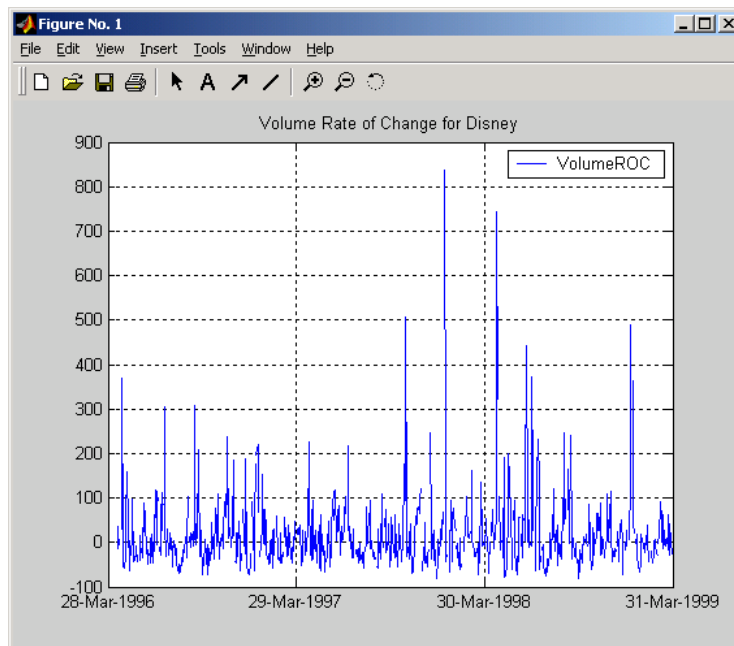 Figure No. 1
File Edit View Insert Tools Window Help
A
Volume Rate of Change for Disney
VolumeROC
900
800
700
600
500
400
300
200
100
0
-100
28-Mar-1996 29-Mar-1997 30-Mar-1998 31-Mar-1999